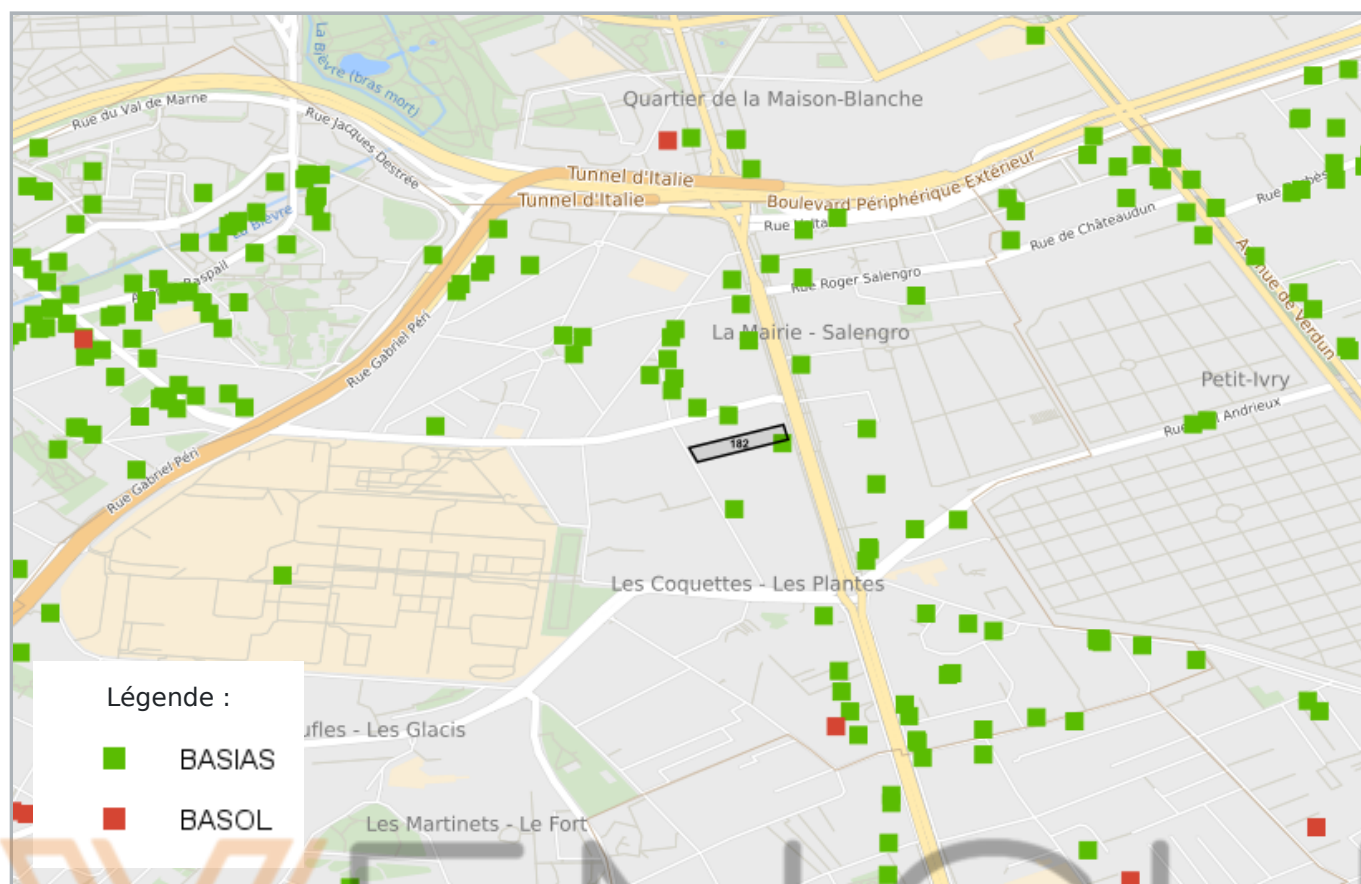 La Bièvre (bras mort)
Quartier de la Maison-Blanche
Rue du Val de Marne
Rue Jacques Destrée
Tunnel d'Italie
Tunnel d'Italie
Boulevard Périphérique Extérieur
Rue
Rue de Châteaudun
Rue
La Bièvre
Avenue de Verdun
Raspail
Rue Roger Salengro
La Mairie - Salengro
Rue Gabriel Péri
Petit-Ivry
Rue Andrieux
182
Rue Gabriel Péri
Les Coquettes - Les Plantes
Légende :
ufles - Les Glacis
BASIAS
BASOL
Les Martinets - Le Fort